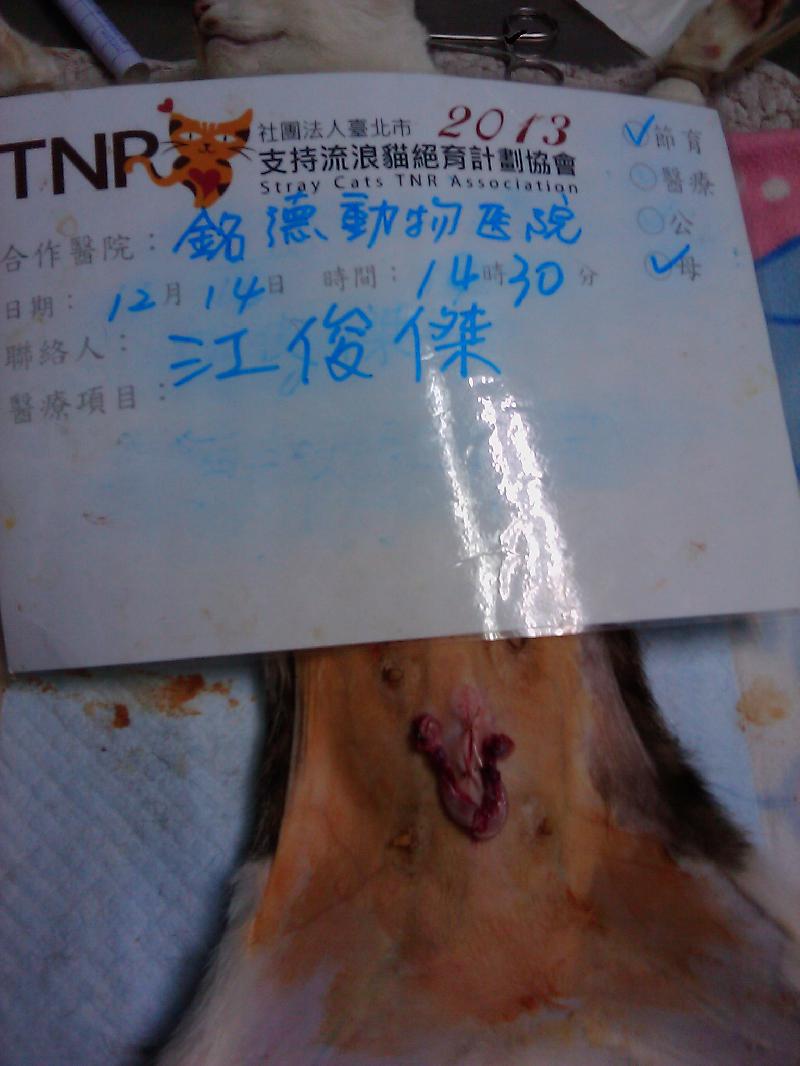 TNR 社團法人臺北市 2013
支持流浪貓絕育計劃協會
Stray Cats TNR Association
✓節育
○醫療
○公
✓母
合作醫院：銘德動物医院
日期：12月14日 時間：14時30分
聯絡人：江俊傑
醫療項目：